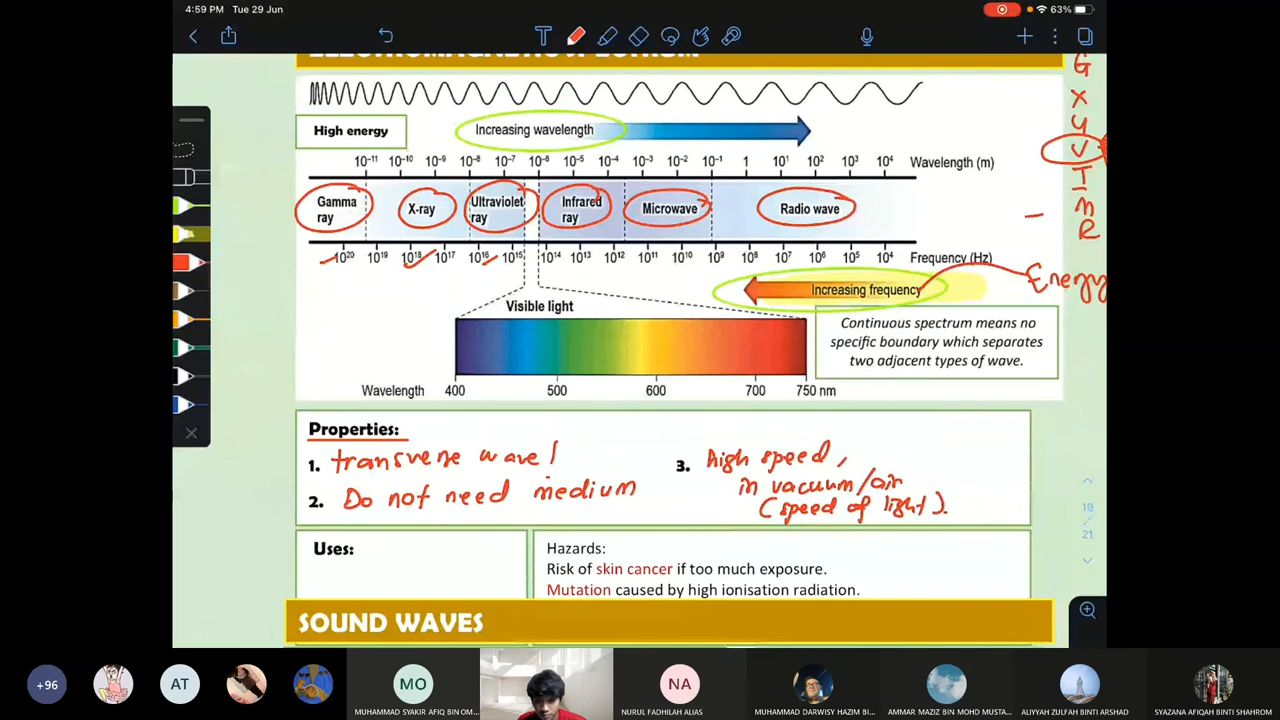 4:59 PM Tue 29 Jun
63%
ELECTROMAGNETIC SPECTRUM
High energy
Increasing wavelength
10⁻¹¹ 10⁻¹⁰ 10⁻⁹ 10⁻⁸ 10⁻⁷ 10⁻⁶ 10⁻⁵ 10⁻⁴ 10⁻³ 10⁻² 10⁻¹ 1 10¹ 10² 10³ 10⁴ Wavelength (m)
Gamma ray
X-ray
Ultraviolet ray
Infrared ray
Microwave
Radio wave
10²⁰ 10¹⁹ 10¹⁸ 10¹⁷ 10¹⁶ 10¹⁵ 10¹⁴ 10¹³ 10¹² 10¹¹ 10¹⁰ 10⁹ 10⁸ 10⁷ 10⁶ 10⁵ 10⁴ Frequency (Hz)
G
X
U
V
I
M
R
Increasing frequency
Energy
Visible light
Continuous spectrum means no
specific boundary which separates
two adjacent types of wave.
Wavelength 400 500 600 700 750 nm
Properties:
1. transverse wave
2. Do not need medium
3. high speed,
in vacuum/air
(speed of light).
Uses:
Hazards:
Risk of skin cancer if too much exposure.
Mutation caused by high ionisation radiation.
SOUND WAVES
19
21
+96
AT
MO
NA
MUHAMMAD SYAKIR AFIQ BIN OM...
NURUL FADHILAH ALIAS
MUHAMMAD DARWISY HAZIM BI...
AMMAR MAZIZ BIN MOHD MUSTA...
ALIYYAH ZULFAH BINTI ARSHAD
SYAZANA AFIQAH BINTI SHAHROM